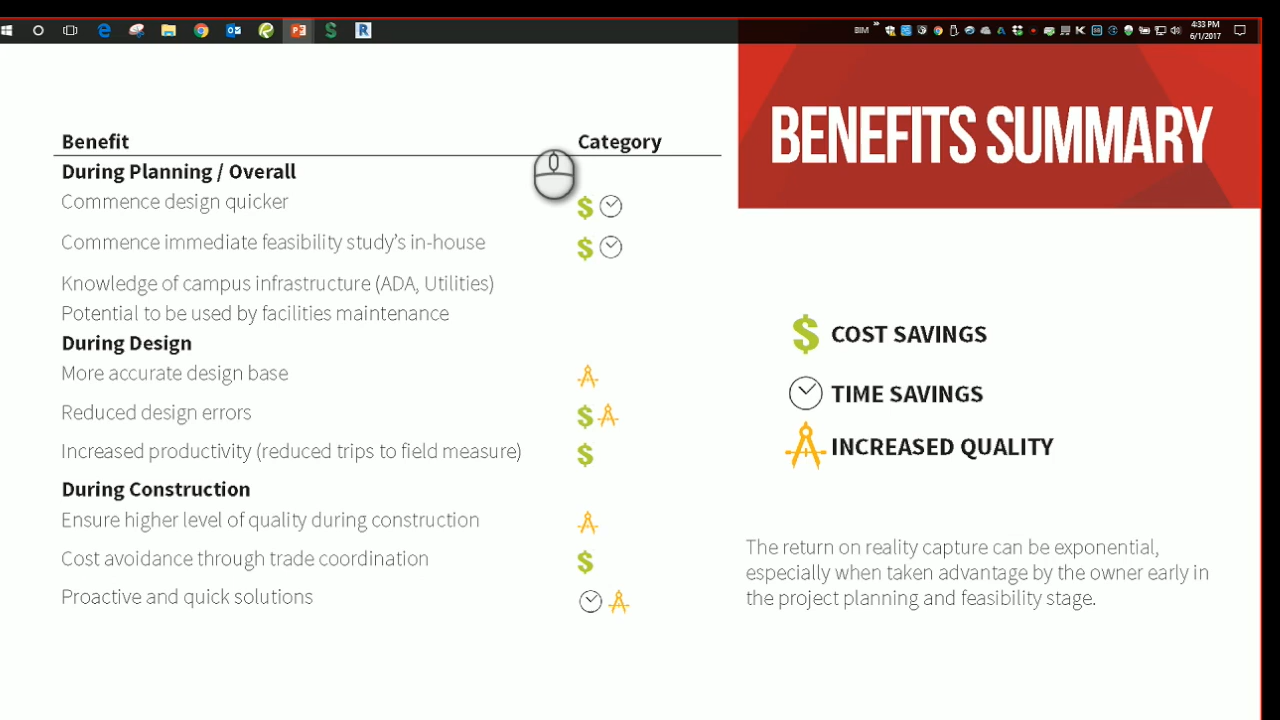 BIM
4:33 PM
6/1/2017
BENEFITS SUMMARY
Benefit Category
During Planning / Overall
Commence design quicker
Commence immediate feasibility study's in-house
Knowledge of campus infrastructure (ADA, Utilities)
Potential to be used by facilities maintenance
During Design
More accurate design base
Reduced design errors
Increased productivity (reduced trips to field measure)
During Construction
Ensure higher level of quality during construction
Cost avoidance through trade coordination
Proactive and quick solutions
$ COST SAVINGS
TIME SAVINGS
INCREASED QUALITY
The return on reality capture can be exponential,
especially when taken advantage by the owner early in
the project planning and feasibility stage.